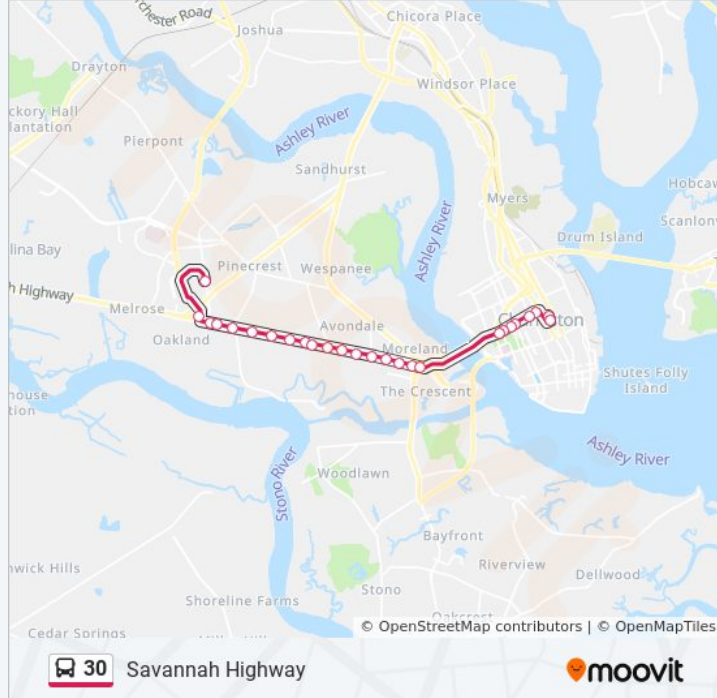 rchester Road
Joshua
Chicora Place
Drayton
Windsor Place
ckory Hall
lantation
Pierpont
Ashley River
Sandhurst
Myers
Hobcaw
Ashley River
Scanlonv
Drum Island
lina Bay
Pinecrest
Wespanee
h Highway
Melrose
Oakland
Avondale
Moreland
The Crescent
Shutes Folly
Island
house
tion
Ashley River
Stono River
Woodlawn
Bayfront
Riverview
nwick Hills
Stono
Dellwood
Shoreline Farms
Cedar Springs
© OpenStreetMap contributors | © OpenMapTiles
30 Savannah Highway
moovit